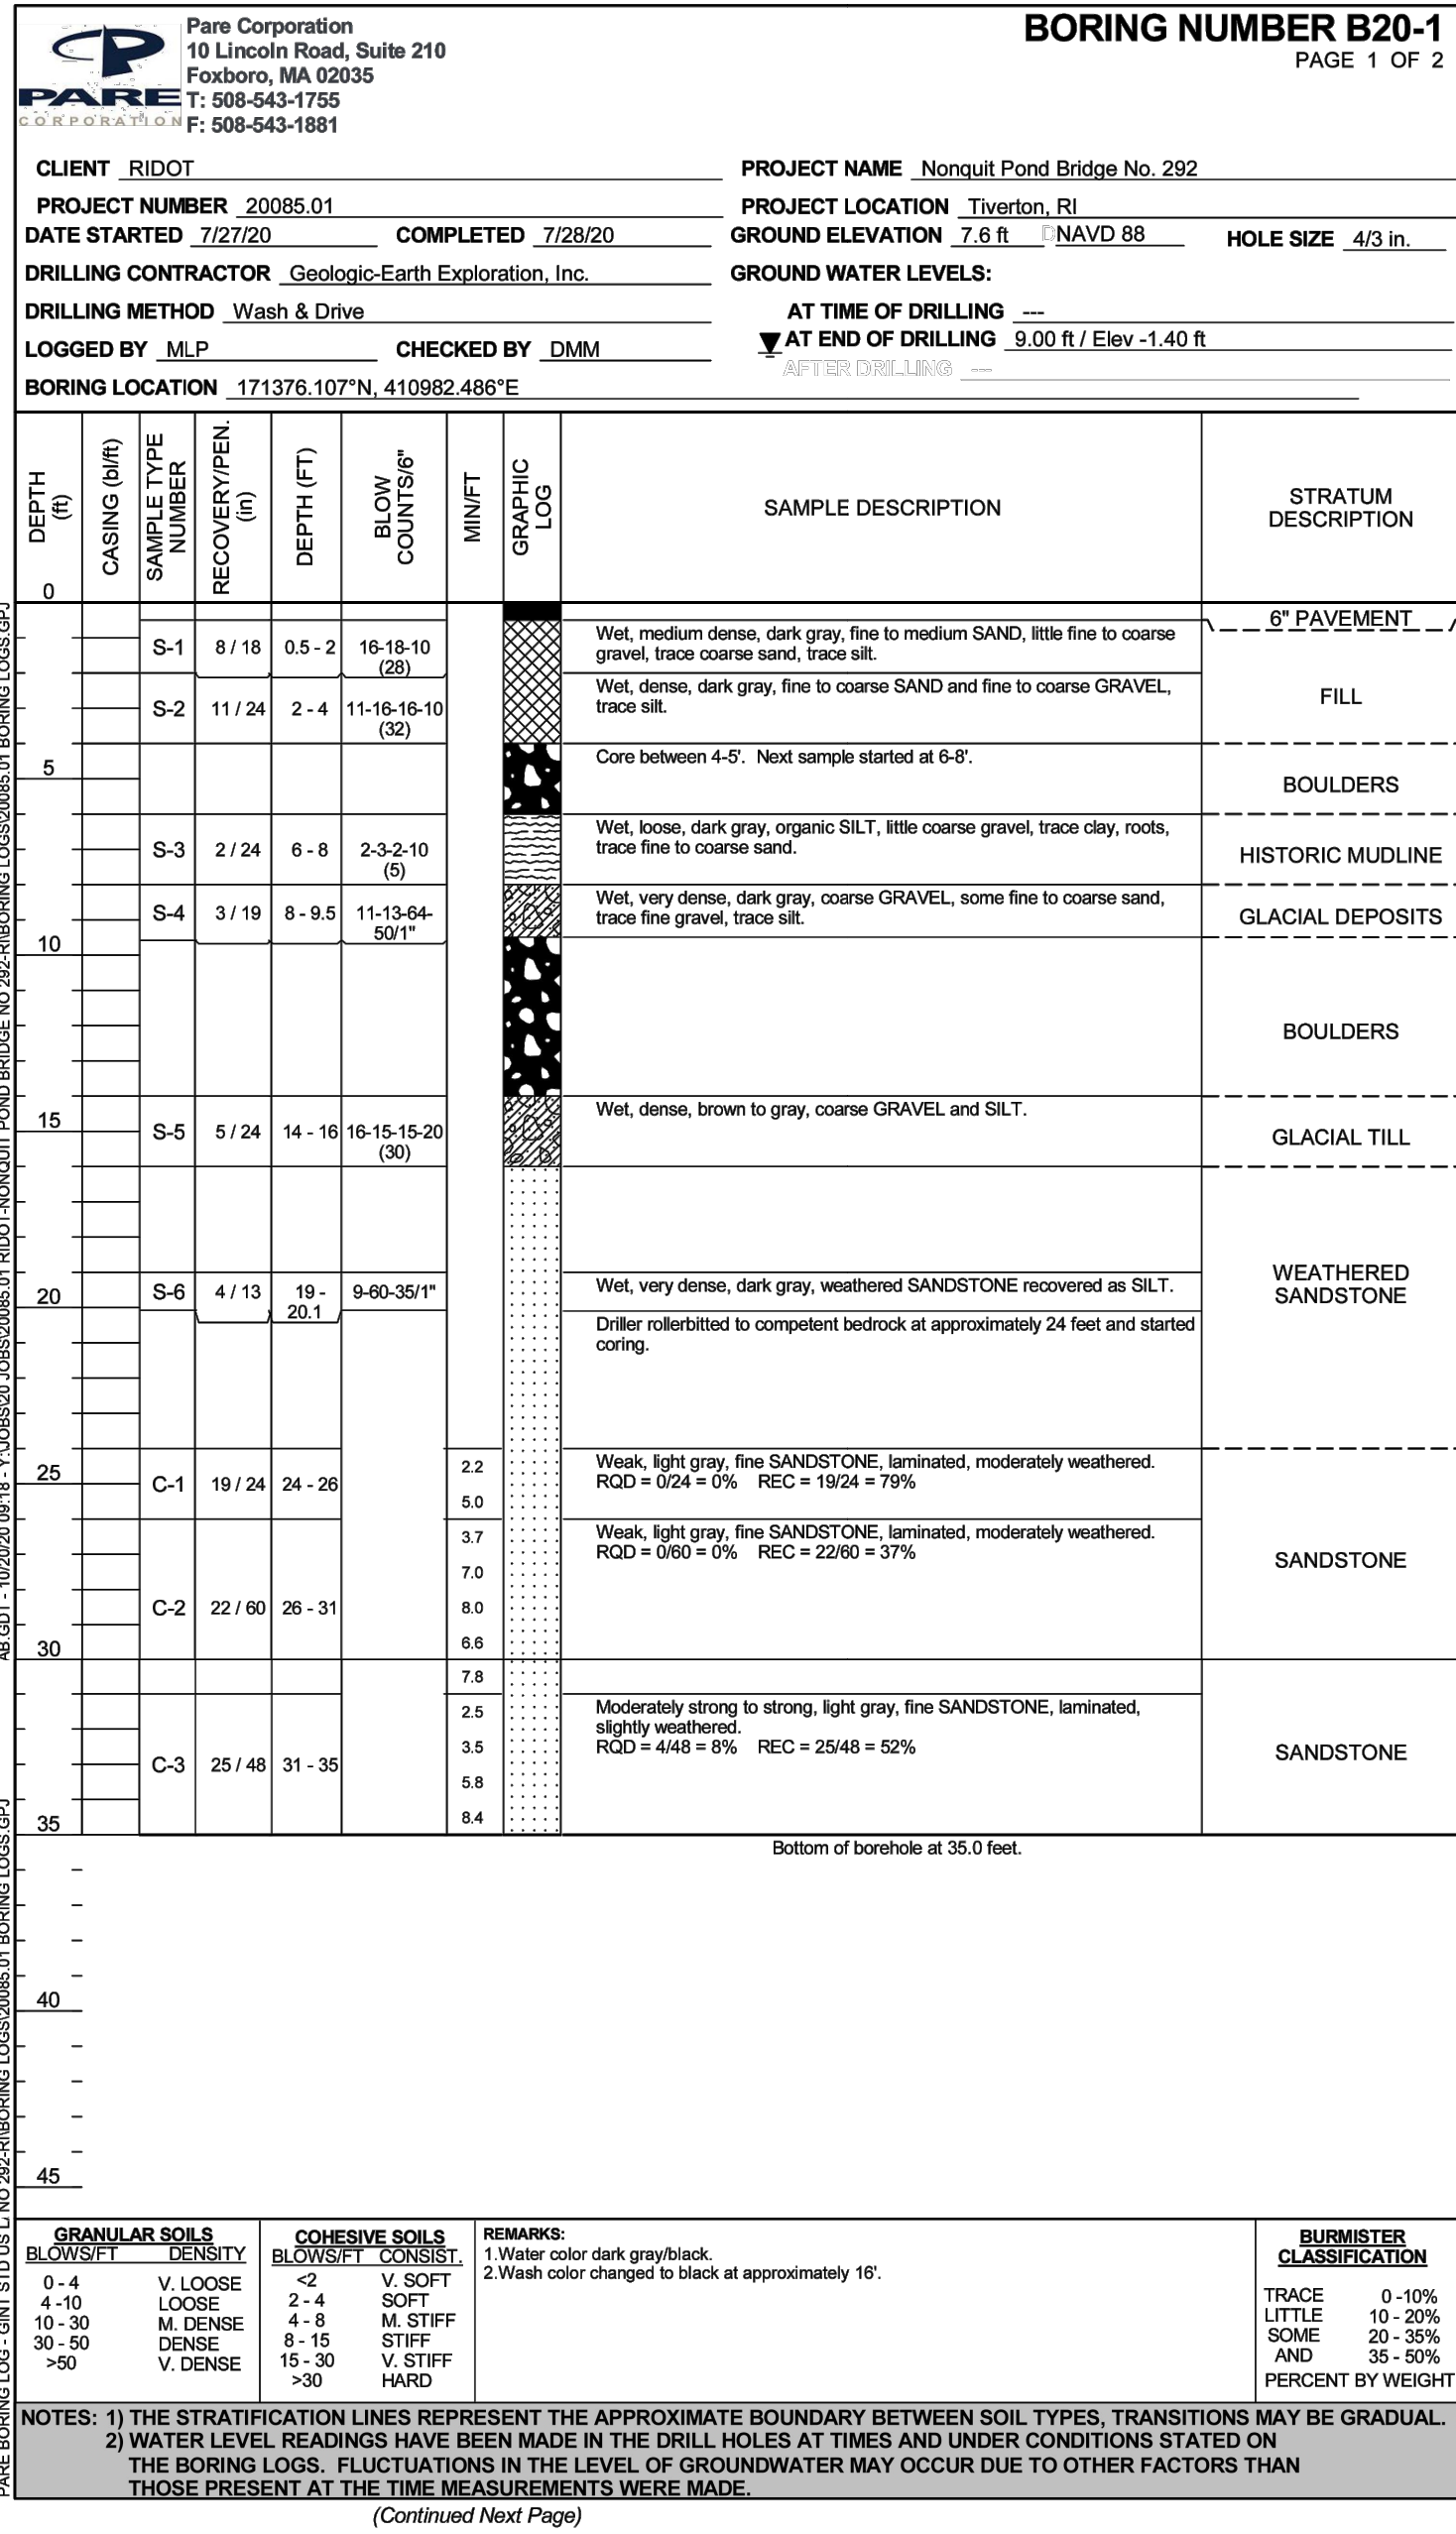 Pare Corporation
10 Lincoln Road, Suite 210
Foxboro, MA 02035
T: 508-543-1755
F: 508-543-1881
PARE
CORPORATION
BORING NUMBER B20-1
PAGE 1 OF 2
CLIENT RIDOT
PROJECT NAME Nonquit Pond Bridge No. 292
PROJECT NUMBER 20085.01
PROJECT LOCATION Tiverton, RI
DATE STARTED 7/27/20 COMPLETED 7/28/20
GROUND ELEVATION 7.6 ft NAVD 88 HOLE SIZE 4/3 in.
DRILLING CONTRACTOR Geologic-Earth Exploration, Inc.
GROUND WATER LEVELS:
DRILLING METHOD Wash & Drive
AT TIME OF DRILLING ---
LOGGED BY MLP CHECKED BY DMM
AT END OF DRILLING 9.00 ft / Elev -1.40 ft
AFTER DRILLING ---
BORING LOCATION 171376.107°N, 410982.486°E
DEPTH (ft)
CASING (bl/ft)
SAMPLE TYPE NUMBER
RECOVERY/PEN. (in)
DEPTH (FT)
BLOW COUNTS/6"
MIN/FT
GRAPHIC LOG
SAMPLE DESCRIPTION
STRATUM DESCRIPTION
0
6" PAVEMENT
S-1 8 / 18 0.5 - 2 16-18-10 (28)
Wet, medium dense, dark gray, fine to medium SAND, little fine to coarse
gravel, trace coarse sand, trace silt.
S-2 11 / 24 2 - 4 11-16-16-10 (32)
Wet, dense, dark gray, fine to coarse SAND and fine to coarse GRAVEL,
trace silt.
FILL
5
Core between 4-5'. Next sample started at 6-8'.
BOULDERS
S-3 2 / 24 6 - 8 2-3-2-10 (5)
Wet, loose, dark gray, organic SILT, little coarse gravel, trace clay, roots,
trace fine to coarse sand.
HISTORIC MUDLINE
S-4 3 / 19 8 - 9.5 11-13-64-50/1"
Wet, very dense, dark gray, coarse GRAVEL, some fine to coarse sand,
trace fine gravel, trace silt.
GLACIAL DEPOSITS
10
BOULDERS
15
S-5 5 / 24 14 - 16 16-15-15-20 (30)
Wet, dense, brown to gray, coarse GRAVEL and SILT.
GLACIAL TILL
20
S-6 4 / 13 19 - 20.1 9-60-35/1"
Wet, very dense, dark gray, weathered SANDSTONE recovered as SILT.
WEATHERED SANDSTONE
Driller rollerbitted to competent bedrock at approximately 24 feet and started
coring.
25
C-1 19 / 24 24 - 26
2.2
5.0
Weak, light gray, fine SANDSTONE, laminated, moderately weathered.
RQD = 0/24 = 0% REC = 19/24 = 79%
C-2 22 / 60 26 - 31
3.7
7.0
8.0
6.6
7.8
Weak, light gray, fine SANDSTONE, laminated, moderately weathered.
RQD = 0/60 = 0% REC = 22/60 = 37%
SANDSTONE
30
C-3 25 / 48 31 - 35
2.5
3.5
5.8
8.4
Moderately strong to strong, light gray, fine SANDSTONE, laminated,
slightly weathered.
RQD = 4/48 = 8% REC = 25/48 = 52%
SANDSTONE
35
Bottom of borehole at 35.0 feet.
40
45
GRANULAR SOILS
BLOWS/FT DENSITY
0 - 4 V. LOOSE
4 -10 LOOSE
10 - 30 M. DENSE
30 - 50 DENSE
>50 V. DENSE
COHESIVE SOILS
BLOWS/FT CONSIST.
<2 V. SOFT
2 - 4 SOFT
4 - 8 M. STIFF
8 - 15 STIFF
15 - 30 V. STIFF
>30 HARD
REMARKS:
1.Water color dark gray/black.
2.Wash color changed to black at approximately 16'.
BURMISTER
CLASSIFICATION
TRACE 0 -10%
LITTLE 10 - 20%
SOME 20 - 35%
AND 35 - 50%
PERCENT BY WEIGHT
NOTES: 1) THE STRATIFICATION LINES REPRESENT THE APPROXIMATE BOUNDARY BETWEEN SOIL TYPES, TRANSITIONS MAY BE GRADUAL.
2) WATER LEVEL READINGS HAVE BEEN MADE IN THE DRILL HOLES AT TIMES AND UNDER CONDITIONS STATED ON
THE BORING LOGS. FLUCTUATIONS IN THE LEVEL OF GROUNDWATER MAY OCCUR DUE TO OTHER FACTORS THAN
THOSE PRESENT AT THE TIME MEASUREMENTS WERE MADE.
(Continued Next Page)